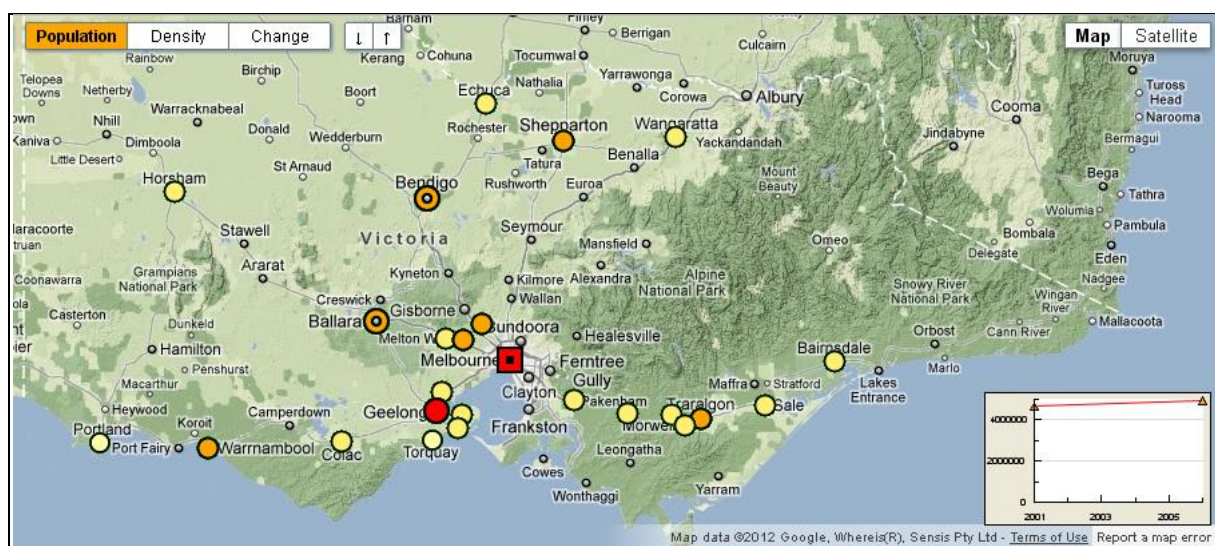 Barham
Finley
Berrigan
Population Density Change
↓ ↑
Map Satellite
Culcairn
Rainbow
Kerang
Cohuna
Tocumwal
Moruya
Telopea Downs
Netherby
Birchip
Boort
Nathalia
Yarrawonga
Corowa
Albury
Tuross Head
Warracknabeal
Echuca
Cooma
Narooma
Kaniva
Nhill
Dimboola
Donald
Wedderburn
Rochester
Shepparton
Wangaratta
Yackandandah
Jindabyne
Bermagui
Little Desert
St Arnaud
Tatura
Benalla
Horsham
Bendigo
Rushworth
Euroa
Mount Beauty
Bega
Tathra
Wolumla
Pambula
Stawell
Victoria
Seymour
Mansfield
Omeo
Bombala
Delegate
Eden
Ararat
Kyneton
Kilmore
Alexandra
Alpine National Park
Nadgee
Coonawarra
Grampians National Park
Creswick
Gisborne
Wallan
Snowy River National Park
Wingan River
Casterton
Dunkeld
Ballarat
Bundoora
Healesville
Orbost
Cann River
Mallacoota
Hamilton
Melton
Melbourne
Ferntree Gully
Bairnsdale
Marlo
Penshurst
Macarthur
Clayton
Maffra
Stratford
Lakes Entrance
Heywood
Camperdown
Geelong
Pakenham
Traralgon
Sale
Portland
Koroit
Frankston
Morwell
Port Fairy
Warrnambool
Colac
Torquay
Leongatha
Cowes
Yarram
Wonthaggi
4000000
2000000
0
2001 2003 2005
Map data ©2012 Google, Whereis(R), Sensis Pty Ltd - Terms of Use Report a map error